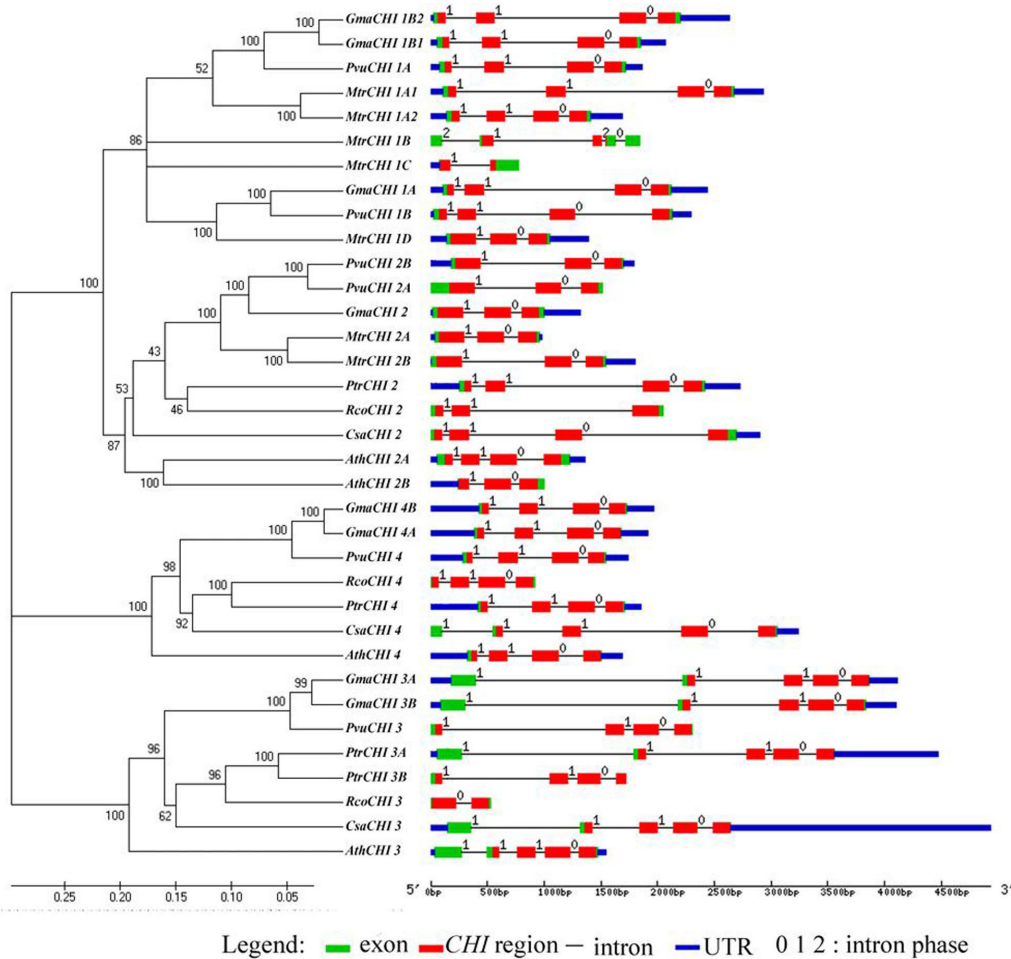 GmaCHI 1B2 1 1 0
100
GmaCHI 1B1 1 1 0
100
PvuCHI 1A 1 1 0
52
MtrCHI 1A1 1 1 0
100
MtrCHI 1A2 1 1 0
86
MtrCHI 1B 2 1 2 0
MtrCHI 1C 1
GmaCHI 1A 1 1 0
100
PvuCHI 1B 1 1 0
100
MtrCHI 1D 1 0
PvuCHI 2B 1 0
100
100
100
PvuCHI 2A 1 0
GmaCHI 2 1 0
100
MtrCHI 2A 1 0
43
100
MtrCHI 2B 1 0
PtrCHI 2 1 1 0
53
46
RcoCHI 2 1 1
CsaCHI 2 1 1 0
87
AthCHI 2A 1 1 0
100
AthCHI 2B 1 0
GmaCHI 4B 1 1 0
100
GmaCHI 4A 1 1 0
100
PvuCHI 4 1 1 0
98
RcoCHI 4 1 1 0
100
PtrCHI 4 1 1 0
100
92
CsaCHI 4 1 1 1 0
AthCHI 4 1 1 0
GmaCHI 3A 1 1 1 0
99
GmaCHI 3B 1 1 1 0
100
PvuCHI 3 1 1 0
96
PtrCHI 3A 1 1 1 0
100
96
PtrCHI 3B 1 1 0
RcoCHI 3 0
62
100
CsaCHI 3 1 1 1 0
AthCHI 3 1 1 1 0
0.25 0.20 0.15 0.10 0.05
5' 0bp 500bp 1000bp 1500bp 2000bp 2500bp 3000bp 3500bp 4000bp 4500bp 3'
Legend: exon CHI region intron UTR 0 1 2 : intron phase